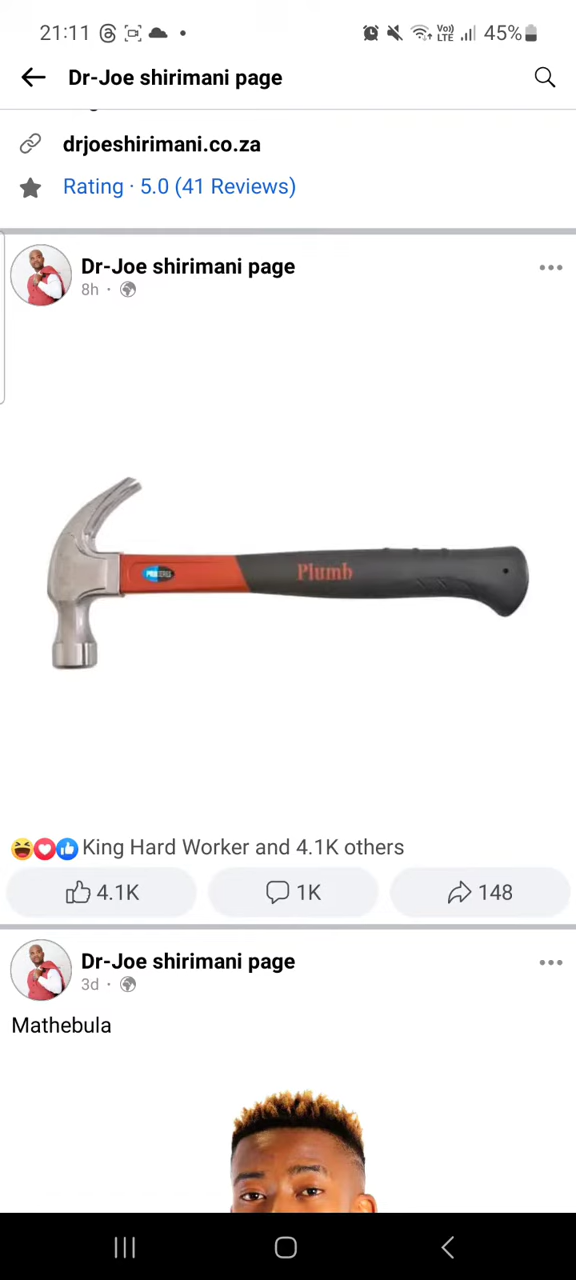 21:11
Vo))
LTE
45%
Dr-Joe shirimani page
drjoeshirimani.co.za
Rating · 5.0 (41 Reviews)
Dr-Joe shirimani page
8h ·
Plumb
King Hard Worker and 4.1K others
4.1K
1K
148
Dr-Joe shirimani page
3d ·
Mathebula